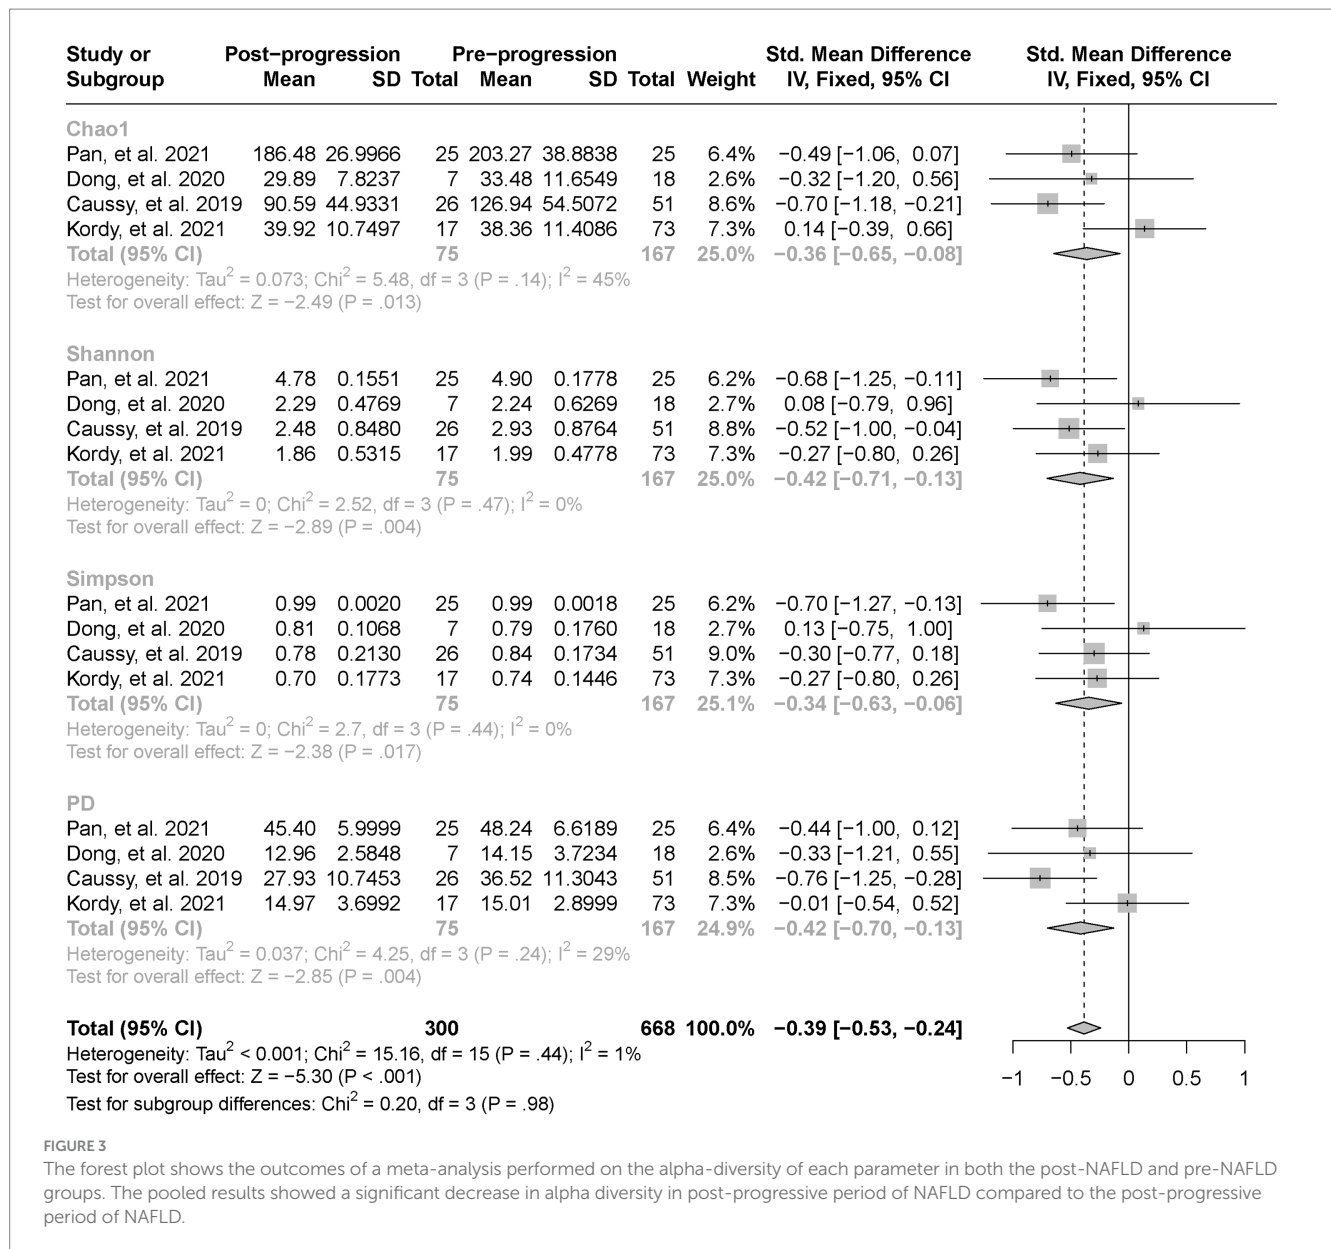 Study or Post−progression Pre−progression Std. Mean Difference Std. Mean Difference
Subgroup Mean SD Total Mean SD Total Weight IV, Fixed, 95% CI IV, Fixed, 95% CI
Chao1
Pan, et al. 2021 186.48 26.9966 25 203.27 38.8838 25 6.4% −0.49 [−1.06, 0.07]
Dong, et al. 2020 29.89 7.8237 7 33.48 11.6549 18 2.6% −0.32 [−1.20, 0.56]
Caussy, et al. 2019 90.59 44.9331 26 126.94 54.5072 51 8.6% −0.70 [−1.18, −0.21]
Kordy, et al. 2021 39.92 10.7497 17 38.36 11.4086 73 7.3% 0.14 [−0.39, 0.66]
Total (95% CI) 75 167 25.0% −0.36 [−0.65, −0.08]
Heterogeneity: Tau² = 0.073; Chi² = 5.48, df = 3 (P = .14); I² = 45%
Test for overall effect: Z = −2.49 (P = .013)
Shannon
Pan, et al. 2021 4.78 0.1551 25 4.90 0.1778 25 6.2% −0.68 [−1.25, −0.11]
Dong, et al. 2020 2.29 0.4769 7 2.24 0.6269 18 2.7% 0.08 [−0.79, 0.96]
Caussy, et al. 2019 2.48 0.8480 26 2.93 0.8764 51 8.8% −0.52 [−1.00, −0.04]
Kordy, et al. 2021 1.86 0.5315 17 1.99 0.4778 73 7.3% −0.27 [−0.80, 0.26]
Total (95% CI) 75 167 25.0% −0.42 [−0.71, −0.13]
Heterogeneity: Tau² = 0; Chi² = 2.52, df = 3 (P = .47); I² = 0%
Test for overall effect: Z = −2.89 (P = .004)
Simpson
Pan, et al. 2021 0.99 0.0020 25 0.99 0.0018 25 6.2% −0.70 [−1.27, −0.13]
Dong, et al. 2020 0.81 0.1068 7 0.79 0.1760 18 2.7% 0.13 [−0.75, 1.00]
Caussy, et al. 2019 0.78 0.2130 26 0.84 0.1734 51 9.0% −0.30 [−0.77, 0.18]
Kordy, et al. 2021 0.70 0.1773 17 0.74 0.1446 73 7.3% −0.27 [−0.80, 0.26]
Total (95% CI) 75 167 25.1% −0.34 [−0.63, −0.06]
Heterogeneity: Tau² = 0; Chi² = 2.7, df = 3 (P = .44); I² = 0%
Test for overall effect: Z = −2.38 (P = .017)
PD
Pan, et al. 2021 45.40 5.9999 25 48.24 6.6189 25 6.4% −0.44 [−1.00, 0.12]
Dong, et al. 2020 12.96 2.5848 7 14.15 3.7234 18 2.6% −0.33 [−1.21, 0.55]
Caussy, et al. 2019 27.93 10.7453 26 36.52 11.3043 51 8.5% −0.76 [−1.25, −0.28]
Kordy, et al. 2021 14.97 3.6992 17 15.01 2.8999 73 7.3% −0.01 [−0.54, 0.52]
Total (95% CI) 75 167 24.9% −0.42 [−0.70, −0.13]
Heterogeneity: Tau² = 0.037; Chi² = 4.25, df = 3 (P = .24); I² = 29%
Test for overall effect: Z = −2.85 (P = .004)
Total (95% CI) 300 668 100.0% −0.39 [−0.53, −0.24]
Heterogeneity: Tau² < 0.001; Chi² = 15.16, df = 15 (P = .44); I² = 1%
Test for overall effect: Z = −5.30 (P < .001)
−1 −0.5 0 0.5 1
Test for subgroup differences: Chi² = 0.20, df = 3 (P = .98)
FIGURE 3
The forest plot shows the outcomes of a meta-analysis performed on the alpha-diversity of each parameter in both the post-NAFLD and pre-NAFLD
groups. The pooled results showed a significant decrease in alpha diversity in post-progressive period of NAFLD compared to the post-progressive
period of NAFLD.